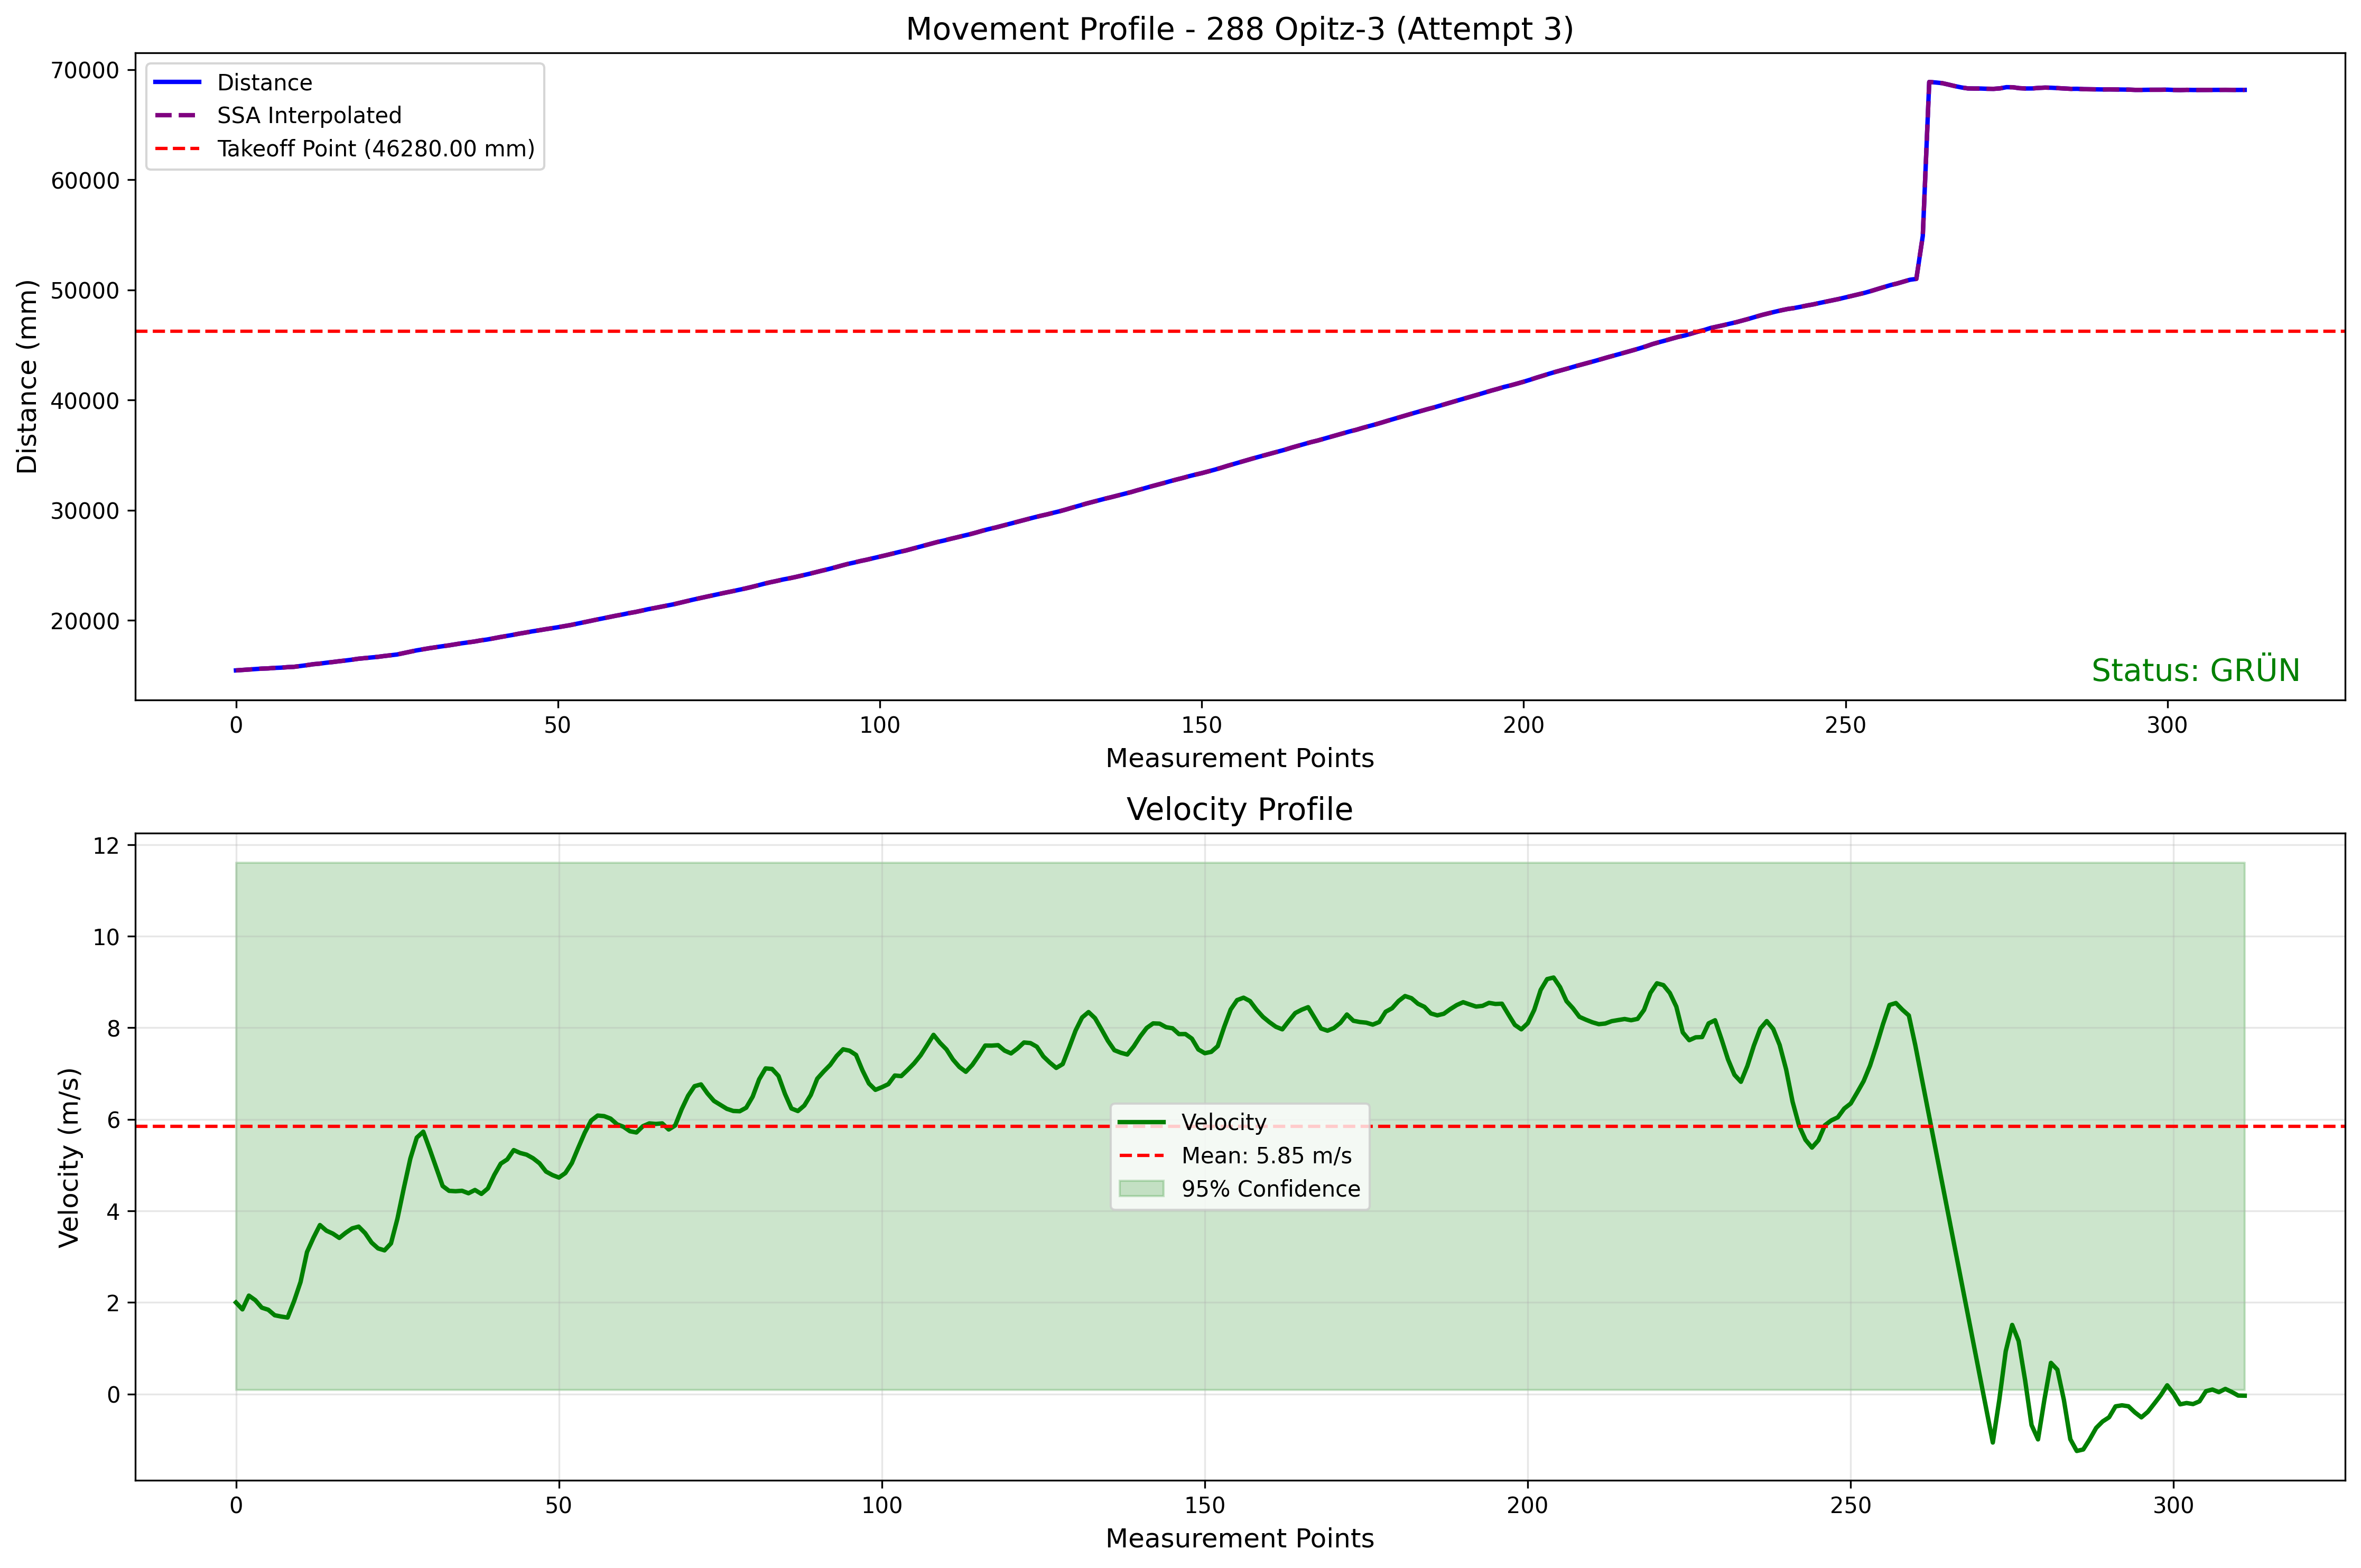 Movement Profile - 288 Opitz-3 (Attempt 3)
Distance
SSA Interpolated
Takeoff Point (46280.00 mm)
Distance (mm)
70000
60000
50000
40000
30000
20000
Status: GRÜN
0 50 100 150 200 250 300
Measurement Points
Velocity Profile
Velocity (m/s)
12
10
8
6
4
2
0
Velocity
Mean: 5.85 m/s
95% Confidence
0 50 100 150 200 250 300
Measurement Points